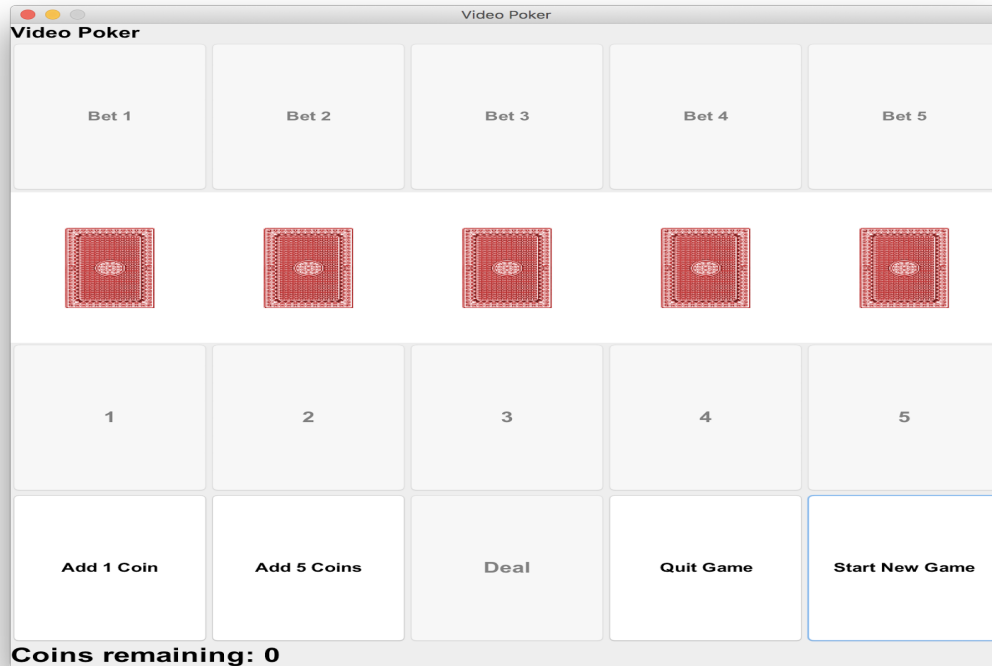 Video Poker
Video Poker
Bet 1 Bet 2 Bet 3 Bet 4 Bet 5
1 2 3 4 5
Add 1 Coin Add 5 Coins Deal Quit Game Start New Game
Coins remaining: 0